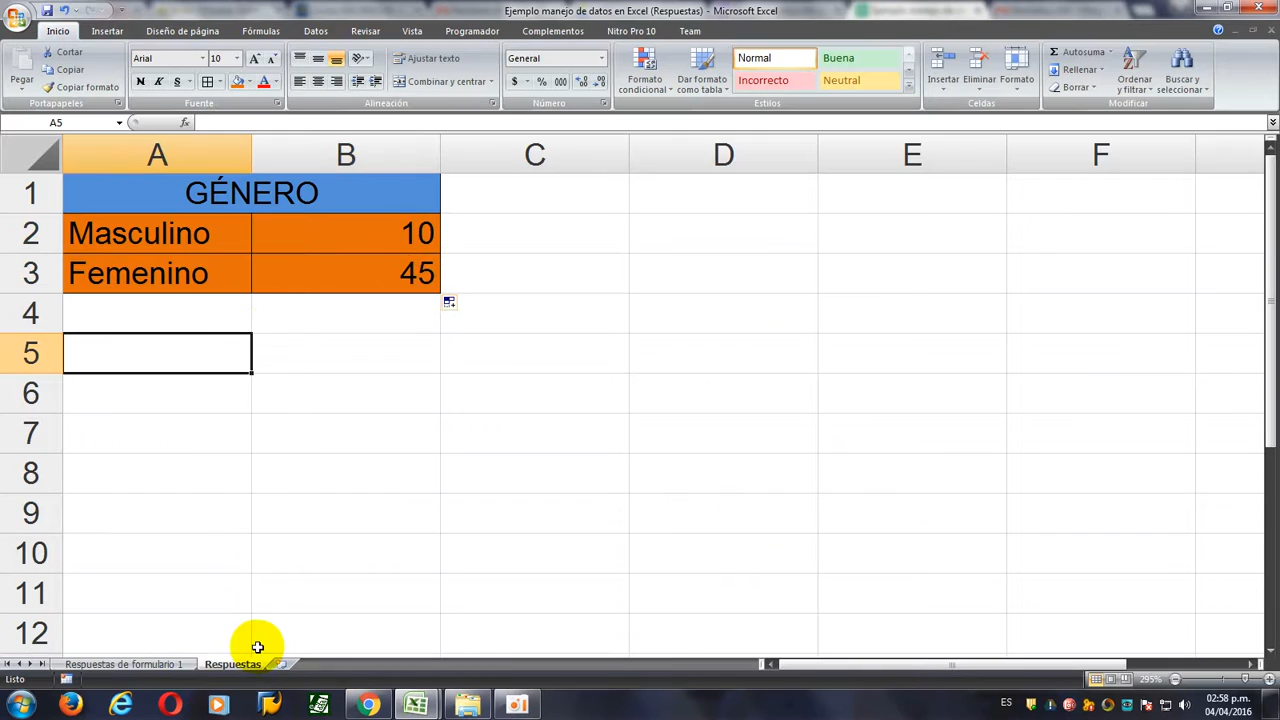 Ejemplo manejo de datos en Excel (Respuestas) - Microsoft Excel
Inicio Insertar Diseño de página Fórmulas Datos Revisar Vista Programador Complementos Nitro Pro 10 Team
Pegar Cortar Copiar Copiar formato Portapapeles
Arial 10 N K S Fuente
Ajustar texto Combinar y centrar Alineación
General $ % 000 Número
Formato condicional Dar formato como tabla Normal Buena Incorrecto Neutral Estilos
Insertar Eliminar Formato Celdas
Autosuma Rellenar Borrar Ordenar y filtrar Buscar y seleccionar Modificar
A5 fx
A B C D E F
1 GÉNERO
2 Masculino 10
3 Femenino 45
4
5
6
7
8
9
10
11
12
Respuestas de formulario 1 Respuestas
Listo 295%
ES 02:58 p.m.
04/04/2016